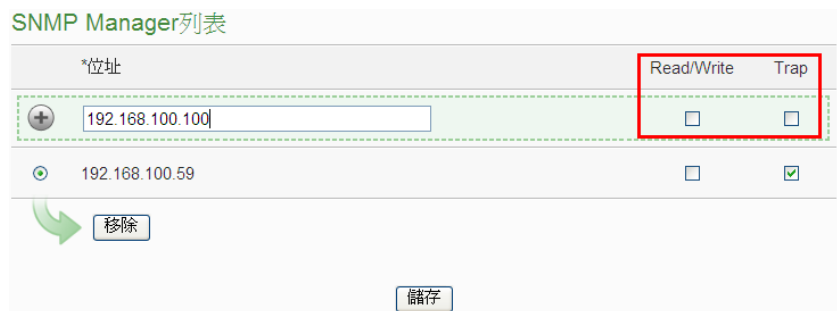 SNMP Manager列表
*位址 Read/Write Trap
192.168.100.100
192.168.100.59
移除
儲存